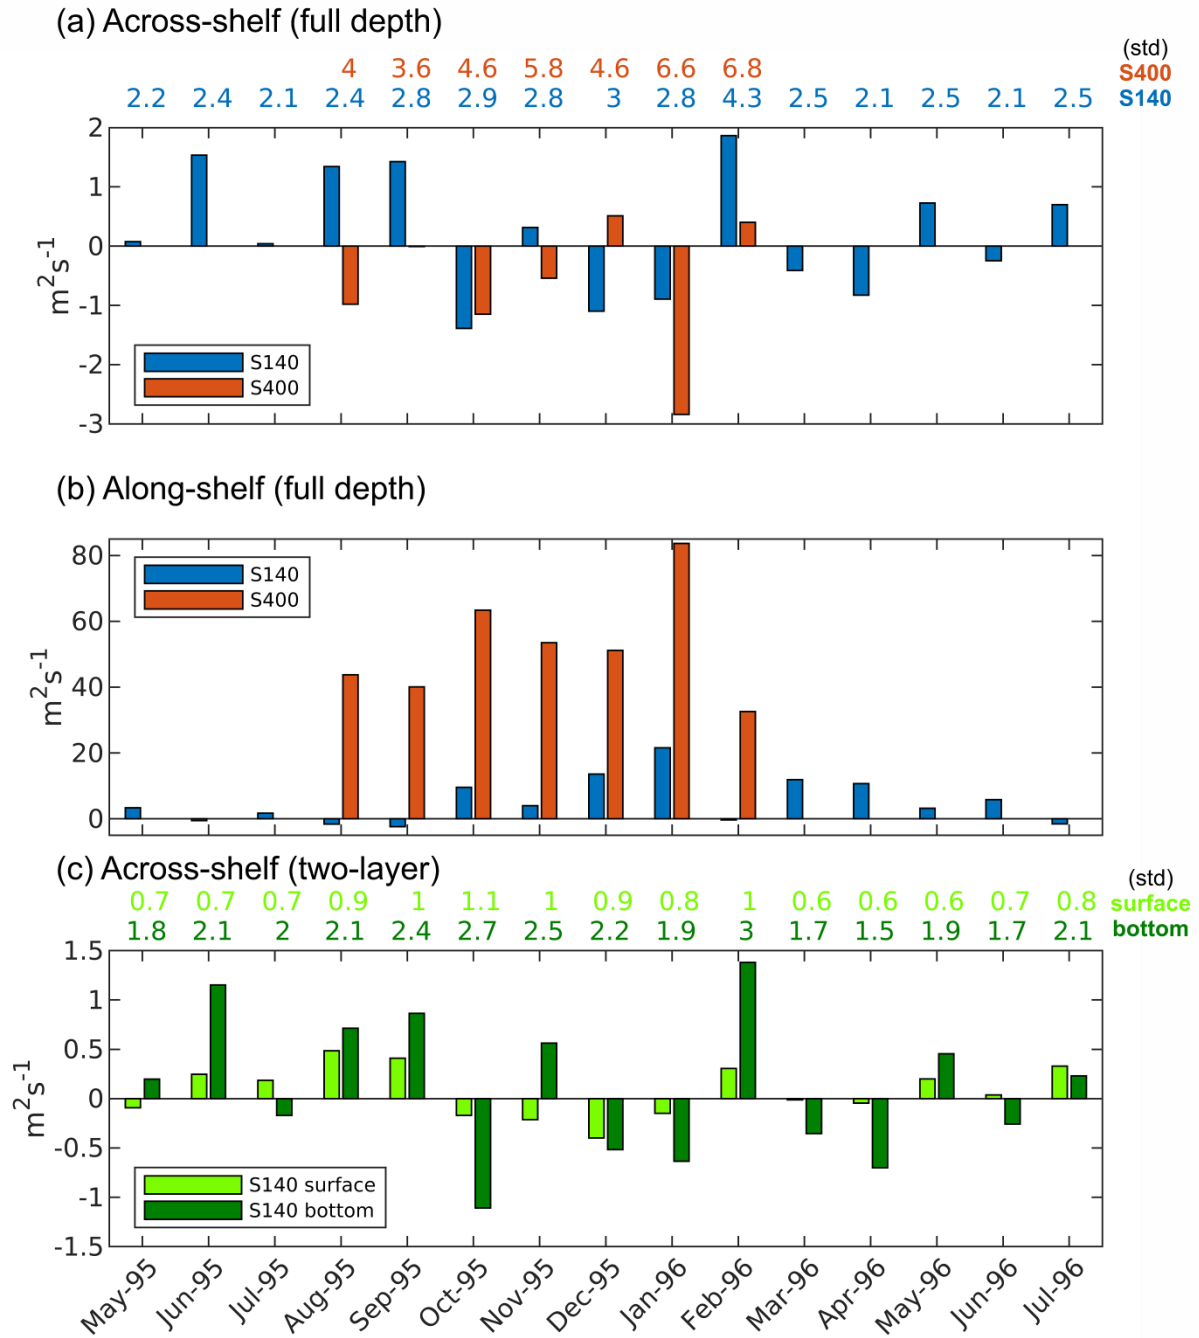 (a) Across-shelf (full depth)
(std)
4 3.6 4.6 5.8 4.6 6.6 6.8 S400
2.2 2.4 2.1 2.4 2.8 2.9 2.8 3 2.8 4.3 2.5 2.1 2.5 2.1 2.5 S140
2
1
0
-1
-2
-3
m²s⁻¹
S140
S400
(b) Along-shelf (full depth)
80
60
40
20
0
m²s⁻¹
S140
S400
(c) Across-shelf (two-layer)
(std)
0.7 0.7 0.7 0.9 1 1.1 1 0.9 0.8 1 0.6 0.6 0.6 0.7 0.8 surface
1.8 2.1 2 2.1 2.4 2.7 2.5 2.2 1.9 3 1.7 1.5 1.9 1.7 2.1 bottom
1.5
1
0.5
0
-0.5
-1
-1.5
m²s⁻¹
S140 surface
S140 bottom
May-95 Jun-95 Jul-95 Aug-95 Sep-95 Oct-95 Nov-95 Dec-95 Jan-96 Feb-96 Mar-96 Apr-96 May-96 Jun-96 Jul-96